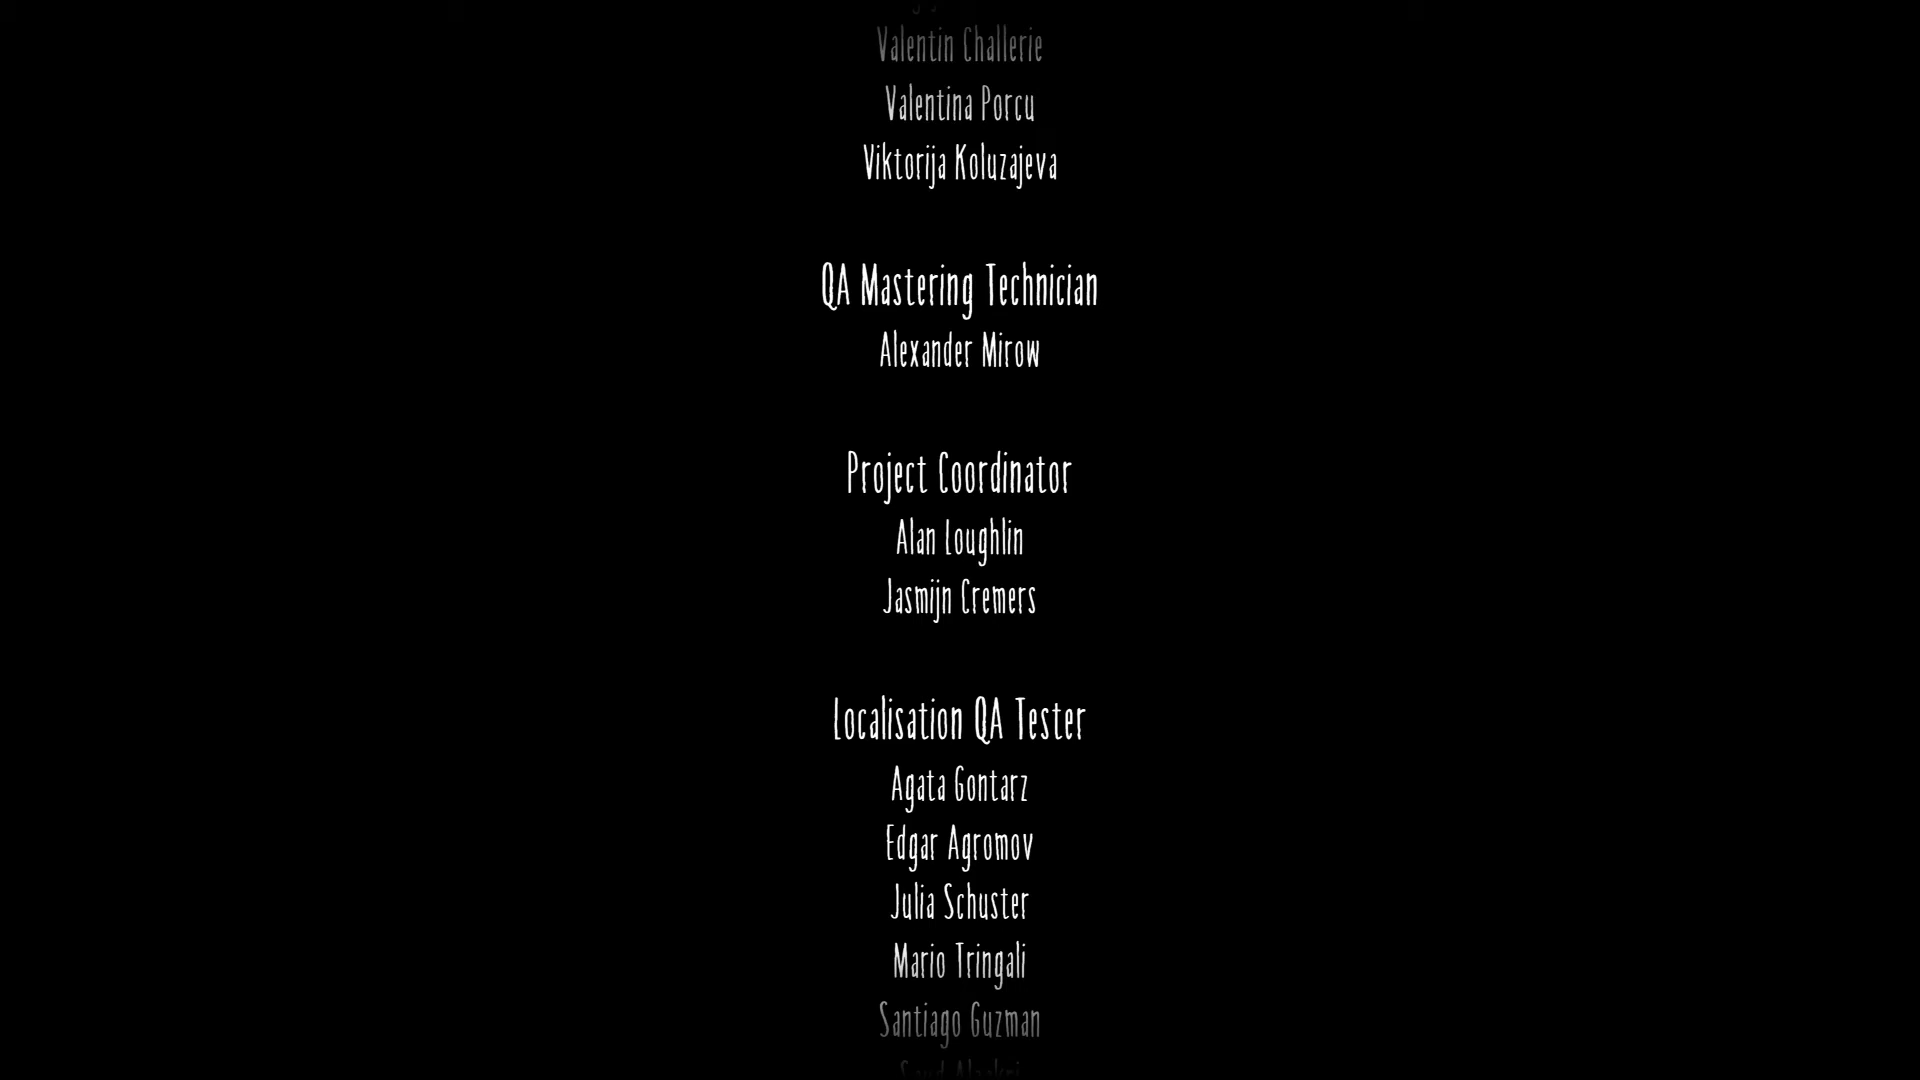 Valentin Challerie
Valentina Porcu
Viktorija Koluzajeva
QA Mastering Technician
Alexander Mirow
Project Coordinator
Alan Loughlin
Jasmijn Cremers
Localisation QA Tester
Agata Gontarz
Edgar Agromov
Julia Schuster
Mario Tringali
Santiago Guzman